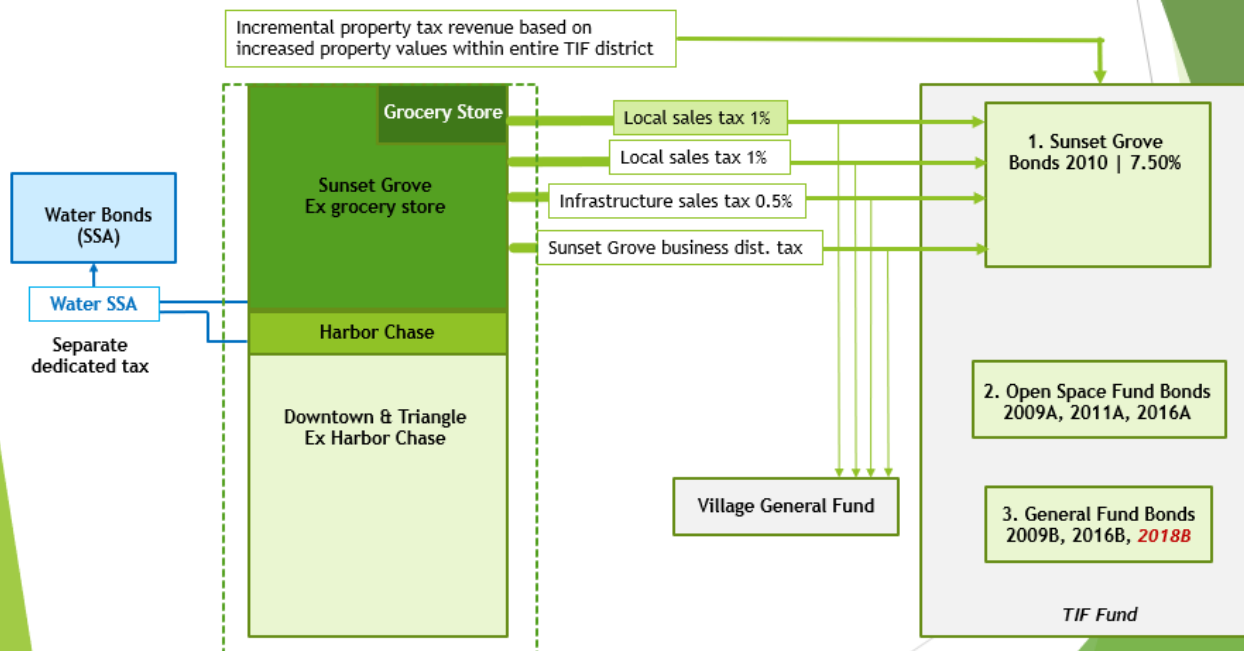 Incremental property tax revenue based on
increased property values within entire TIF district
Grocery Store
Local sales tax 1%
Local sales tax 1%
Infrastructure sales tax 0.5%
Sunset Grove business dist. tax
Sunset Grove
Ex grocery store
Water Bonds
(SSA)
Water SSA
Separate
dedicated tax
Harbor Chase
Downtown & Triangle
Ex Harbor Chase
Village General Fund
1. Sunset Grove
Bonds 2010 | 7.50%
2. Open Space Fund Bonds
2009A, 2011A, 2016A
3. General Fund Bonds
2009B, 2016B, 2018B
TIF Fund